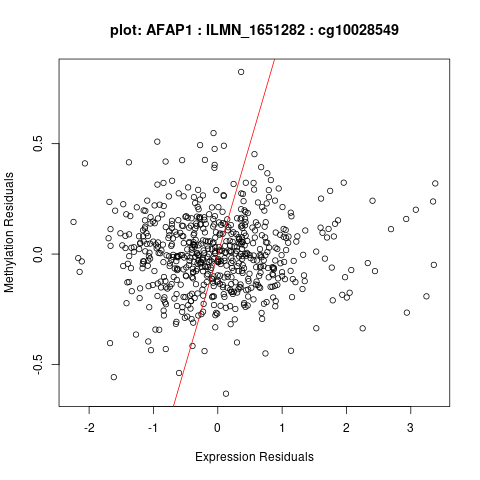 plot: AFAP1 : ILMN_1651282 : cg10028549
Methylation Residuals
0.5
0.0
-0.5
-2 -1 0 1 2 3
Expression Residuals